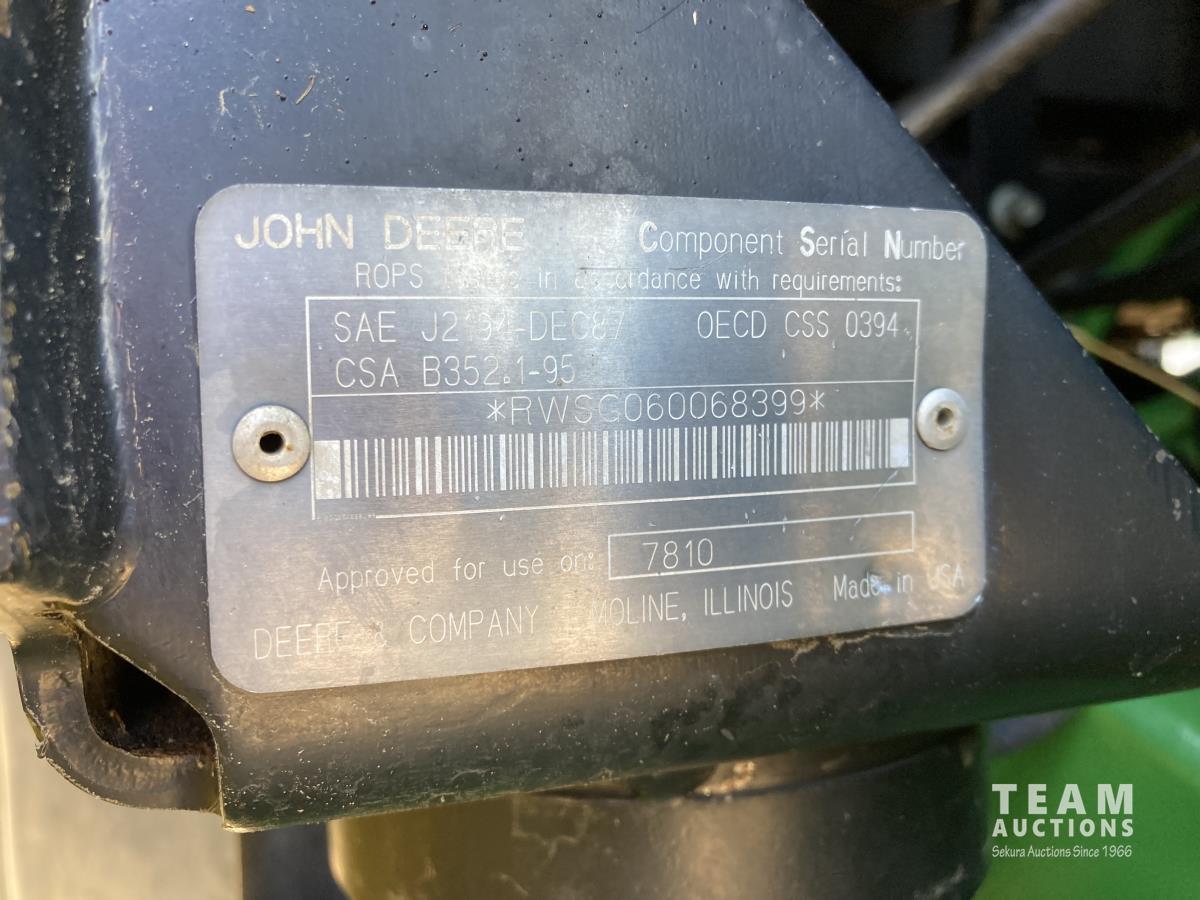 JOHN DEERE Component Serial Number
ROPS in accordance with requirements:
SAE J2194-DEC87 OECD CSS 0394
CSA B352.1-95
*RWSC060068399*
Approved for use on: 7810
DEERE & COMPANY MOLINE, ILLINOIS Made in USA
TEAM
AUCTIONS
Sekura Auctions Since 1966